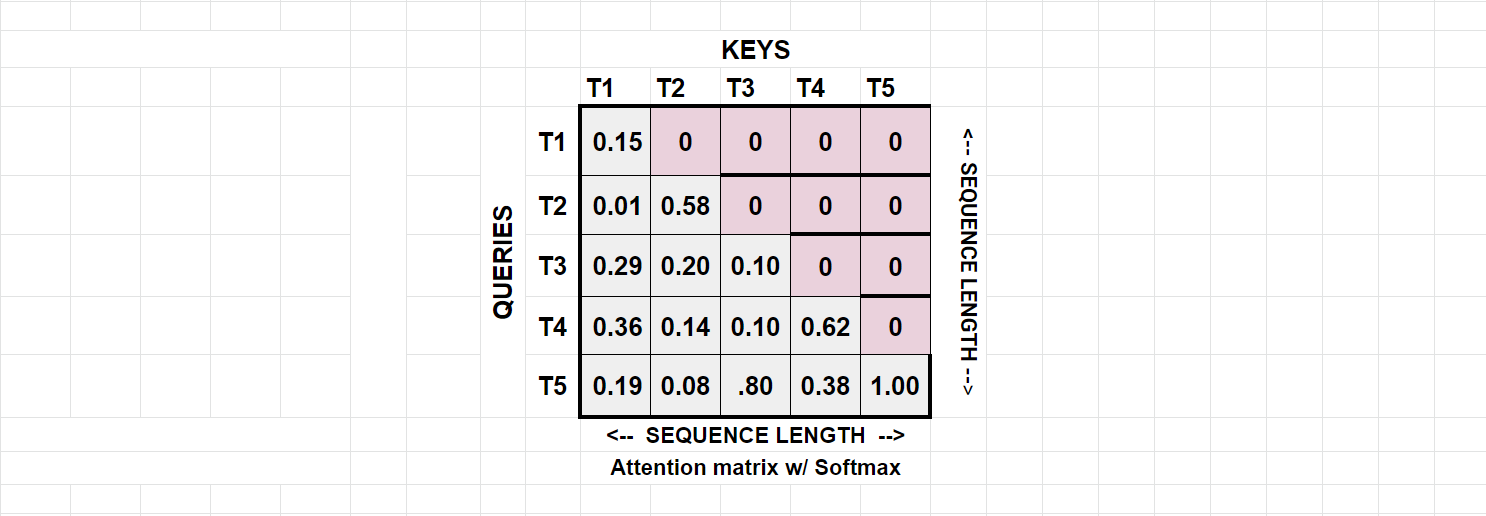 KEYS
T1 T2 T3 T4 T5
T1 0.15 0 0 0 0
T2 0.01 0.58 0 0 0
T3 0.29 0.20 0.10 0 0
T4 0.36 0.14 0.10 0.62 0
T5 0.19 0.08 .80 0.38 1.00
QUERIES
<--- SEQUENCE LENGTH --->
<-- SEQUENCE LENGTH -->
Attention matrix w/ Softmax